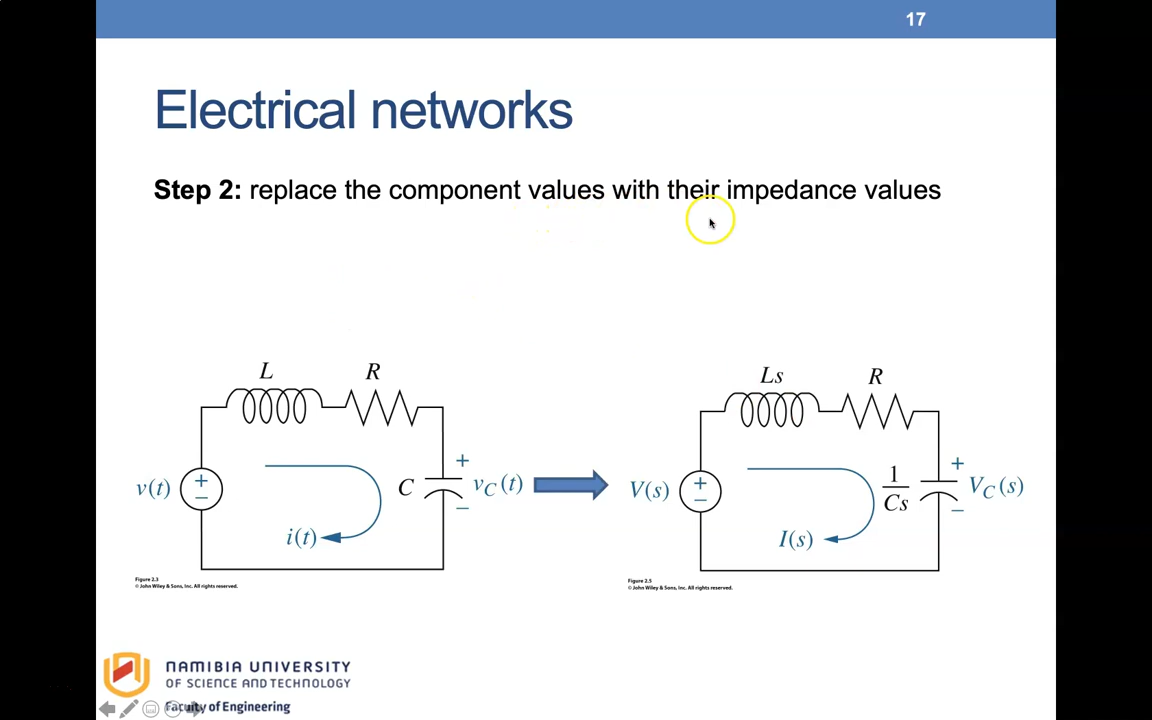 17
Electrical networks
Step 2: replace the component values with their impedance values
L
R
v(t)
+
−
i(t)
C
+
vC(t)
−
Figure 2.3
© John Wiley & Sons, Inc. All rights reserved.
Ls
R
V(s)
+
−
I(s)
1
Cs
+
VC(s)
−
Figure 2.5
© John Wiley & Sons, Inc. All rights reserved.
NAMIBIA UNIVERSITY
OF SCIENCE AND TECHNOLOGY
Faculty of Engineering